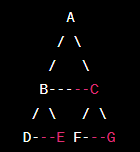 A
/ \
/ \
B-----C
/ \ / \
D---E F---G